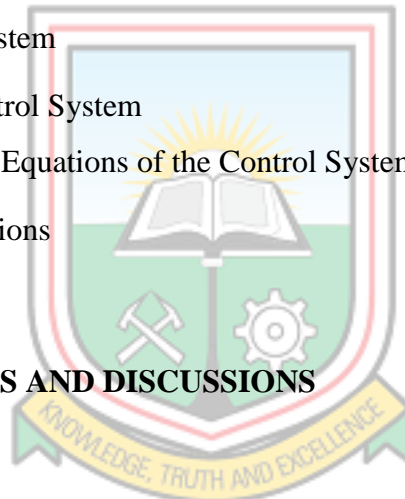 stem
trol System
Equations of the Control System
ions
S AND DISCUSSIONS
KNOWLEDGE, TRUTH AND EXCELLENCE